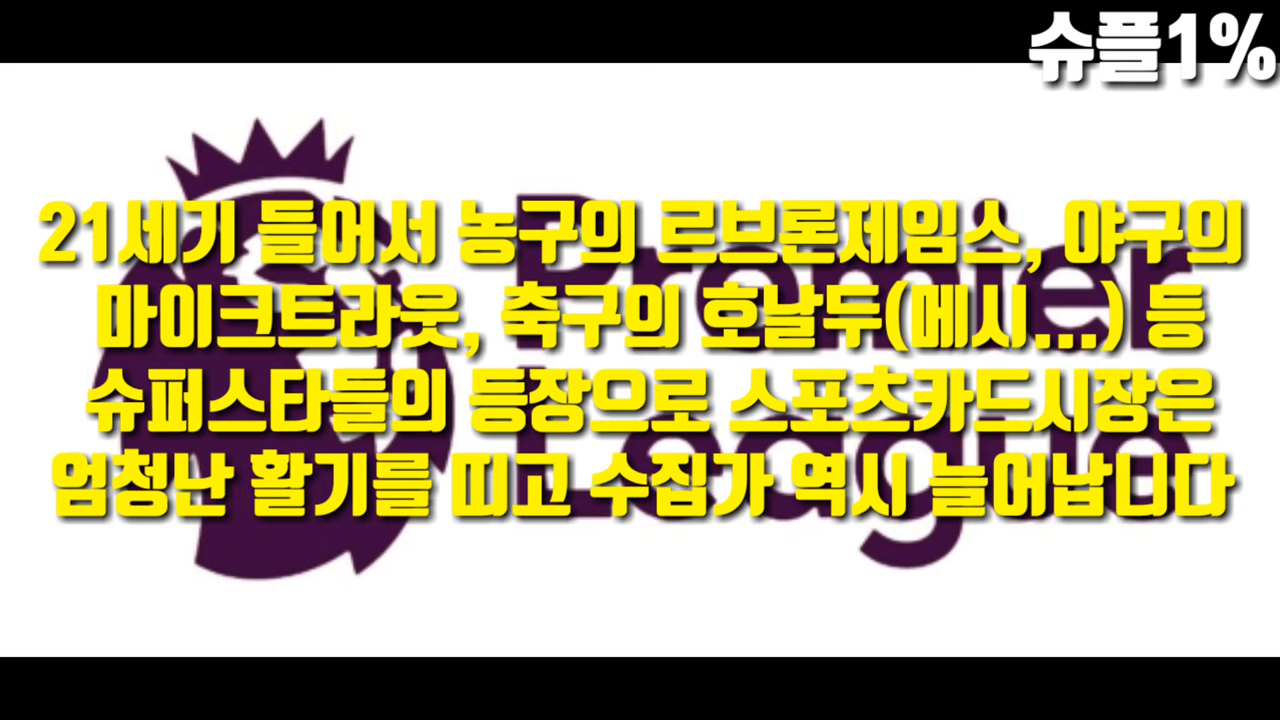 슈플1%
Premier
League
21세기 들어서 농구의 르브론제임스, 야구의
마이크트라웃, 축구의 호날두(메시...) 등
슈퍼스타들의 등장으로 스포츠카드시장은
엄청난 활기를 띠고 수집가 역시 늘어납니다